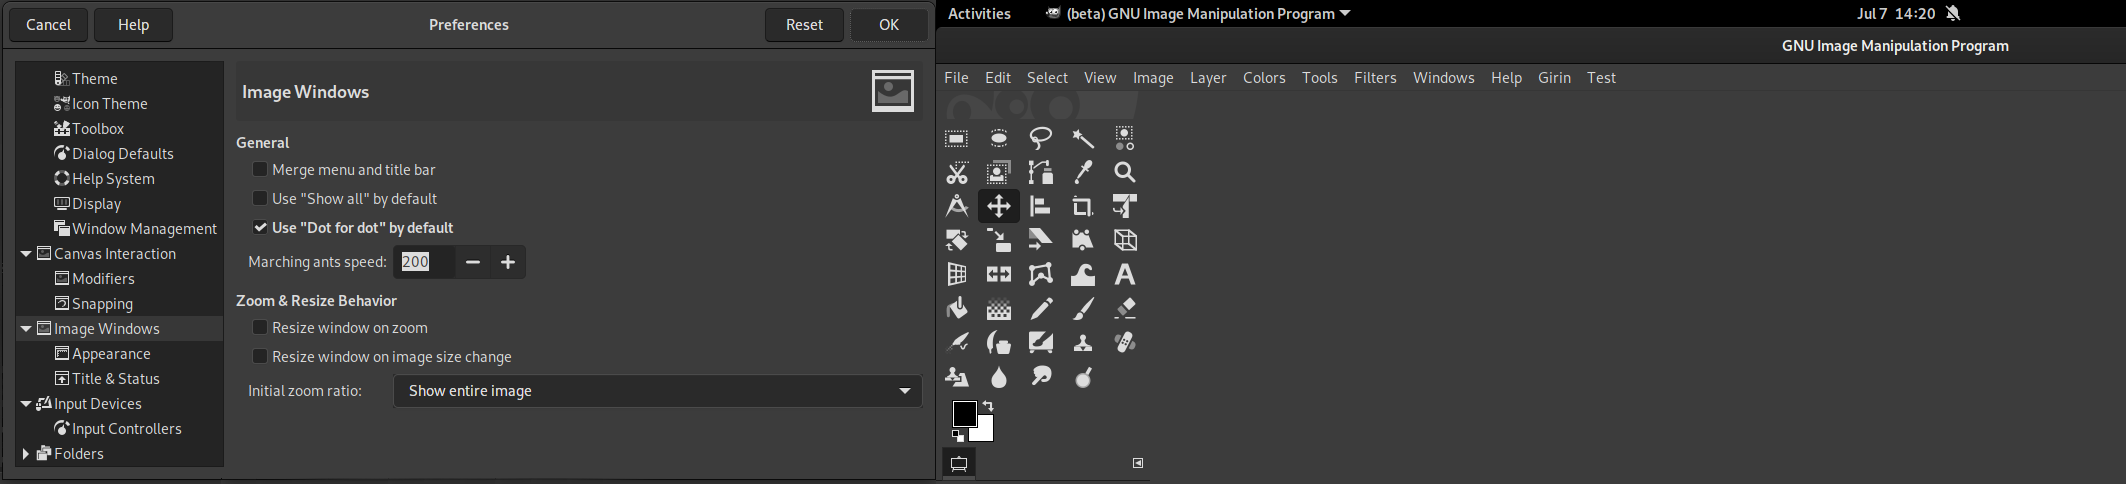 Cancel Help Preferences Reset OK
Theme
Icon Theme
Toolbox
Dialog Defaults
Help System
Display
Window Management
Canvas Interaction
Modifiers
Snapping
Image Windows
Appearance
Title & Status
Input Devices
Input Controllers
Folders
Image Windows
General
Merge menu and title bar
Use "Show all" by default
Use "Dot for dot" by default
Marching ants speed: 200
Zoom & Resize Behavior
Resize window on zoom
Resize window on image size change
Initial zoom ratio: Show entire image
Activities (beta) GNU Image Manipulation Program Jul 7 14:20
GNU Image Manipulation Program
File Edit Select View Image Layer Colors Tools Filters Windows Help Girin Test